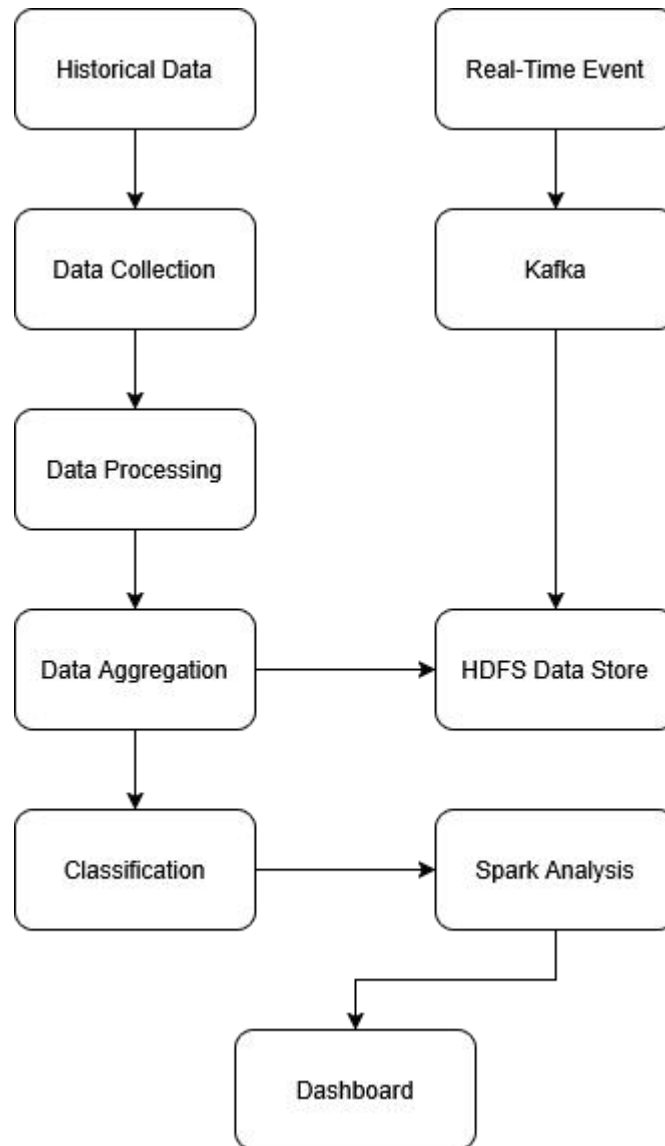 Historical Data
Real-Time Event
Data Collection
Kafka
Data Processing
Data Aggregation
HDFS Data Store
Classification
Spark Analysis
Dashboard